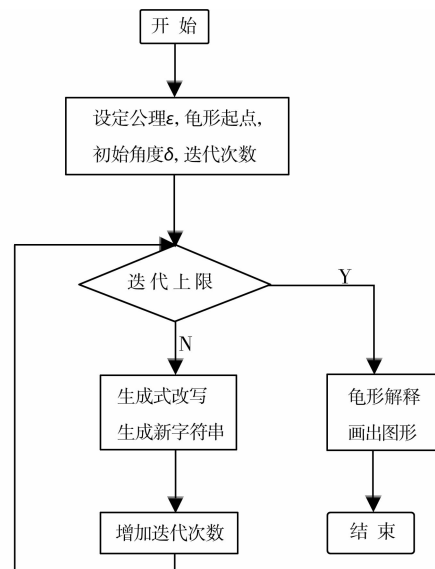 开 始
设定公理ε, 龟形起点,
初始角度δ, 迭代次数
迭 代 上 限
Y
N
生成式改写
生成新字符串
龟形解释
画出图形
增加迭代次数
结 束